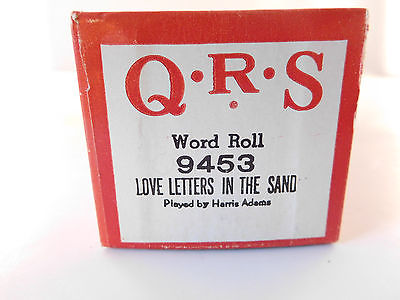 Q·R·S
Word Roll
9453
LOVE LETTERS IN THE SAND
Played by Harris Adams